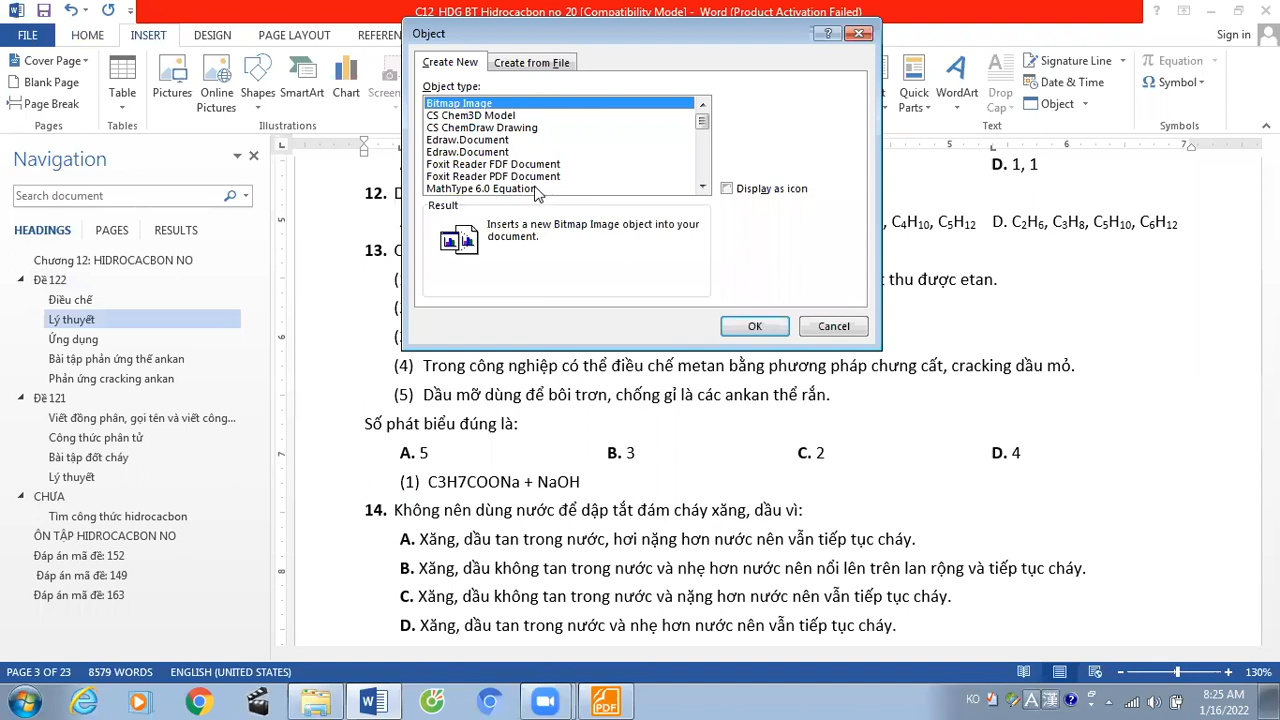 C12_HDG BT Hidrocacbon no_20 [Compatibility Mode] - Word (Product Activation Failed)
FILE HOME INSERT DESIGN PAGE LAYOUT REFEREN
Sign in
Cover Page
Blank Page
Page Break
Pages
Table
Tables
Pictures
Online Pictures
Shapes
SmartArt
Chart
Screen
Illustrations
Quick Parts
WordArt
Drop Cap
Signature Line
Date & Time
Object
Text
Equation
Symbol
Symbols
Navigation
Search document
HEADINGS PAGES RESULTS
Chương 12: HIDROCACBON NO
Đề 122
Điều chế
Lý thuyết
Ứng dụng
Bài tập phản ứng thế ankan
Phản ứng cracking ankan
Đề 121
Viết đồng phân, gọi tên và viết công...
Công thức phân tử
Bài tập đốt cháy
Lý thuyết
CHƯA
Tìm công thức hidrocacbon
ÔN TẬP HIDROCACBON NO
Đáp án mã đề: 152
Đáp án mã đề: 149
Đáp án mã đề: 163
Object
Create New Create from File
Object type:
Bitmap Image
CS Chem3D Model
CS ChemDraw Drawing
Edraw.Document
Edraw.Document
Foxit Reader FDF Document
Foxit Reader PDF Document
MathType 6.0 Equation
Display as icon
Result
Inserts a new Bitmap Image object into your
document.
OK Cancel
D. 1, 1
12.
C₄H₁₀, C₅H₁₂ D. C₂H₆, C₃H₈, C₅H₁₀, C₆H₁₂
13.
thu được etan.
(4) Trong công nghiệp có thể điều chế metan bằng phương pháp chưng cất, cracking dầu mỏ.
(5) Dầu mỡ dùng để bôi trơn, chống gỉ là các ankan thể rắn.
Số phát biểu đúng là:
A. 5 B. 3 C. 2 D. 4
(1) C3H7COONa + NaOH
14. Không nên dùng nước để dập tắt đám cháy xăng, dầu vì:
A. Xăng, dầu tan trong nước, hơi nặng hơn nước nên vẫn tiếp tục cháy.
B. Xăng, dầu không tan trong nước và nhẹ hơn nước nên nổi lên trên lan rộng và tiếp tục cháy.
C. Xăng, dầu không tan trong nước và nặng hơn nước nên vẫn tiếp tục cháy.
D. Xăng, dầu tan trong nước và nhẹ hơn nước nên vẫn tiếp tục cháy.
PAGE 3 OF 23 8579 WORDS ENGLISH (UNITED STATES) 130%
KO A 漢
8:25 AM
1/16/2022